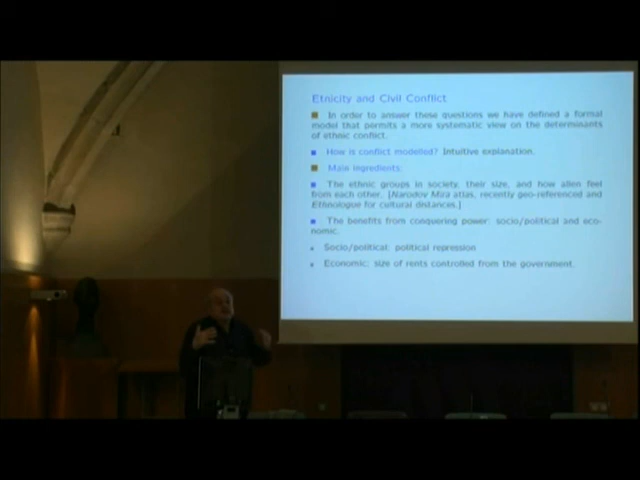 Etnicity and Civil Conflict
In order to answer these questions we have defined a formal
model that permits a more systematic view on the determinants
of ethnic conflict.
How is conflict modelled? Intuitive explanation.
Main ingredients:
The ethnic groups in society, their size, and how alien feel
from each other. [Narodov Mira atlas, recently geo-referenced and
Ethnologue for cultural distances.]
The benefits from conquering power: socio/political and eco-
nomic.
Socio/political: political repression
Economic: size of rents controlled from the government.